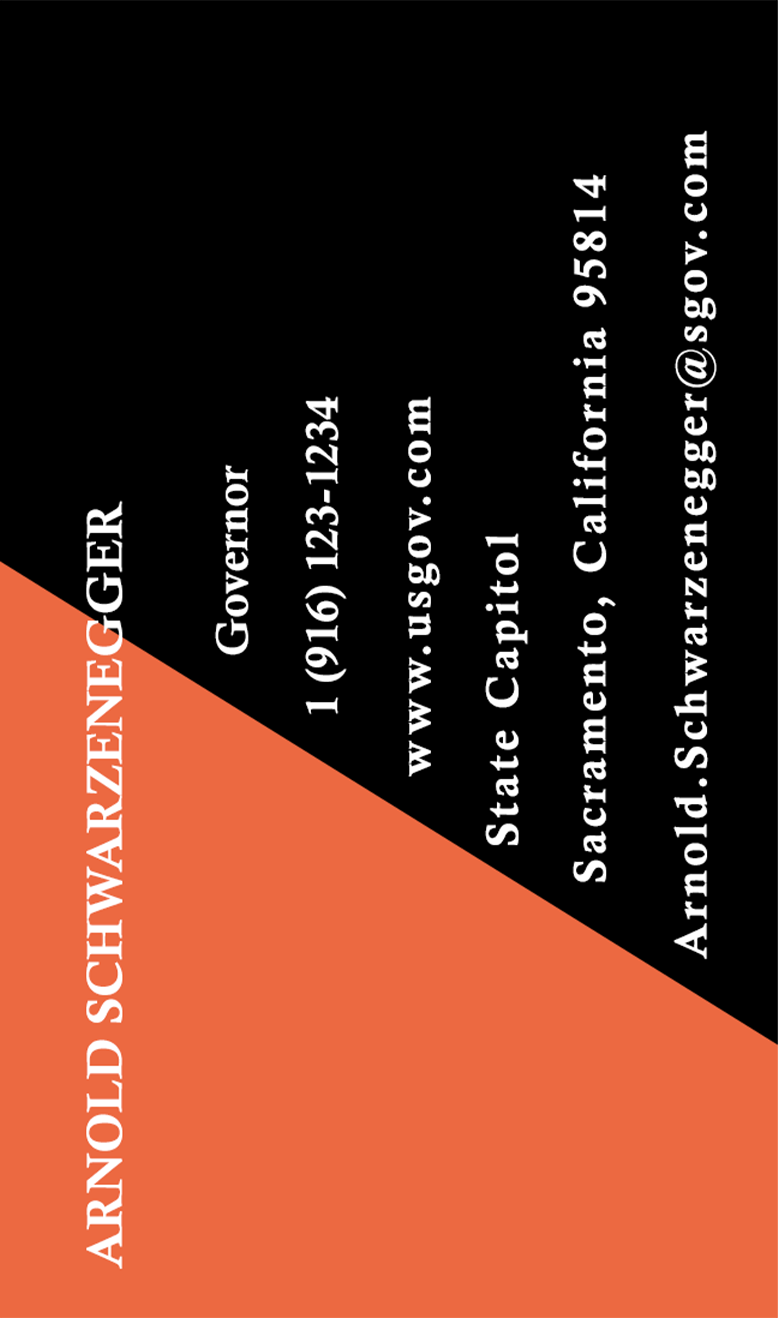 ARNOLD SCHWARZENEGGER
Governor
1 (916) 123-1234
www.usgov.com
State Capitol
Sacramento, California 95814
Arnold.Schwarzenegger@sgov.com